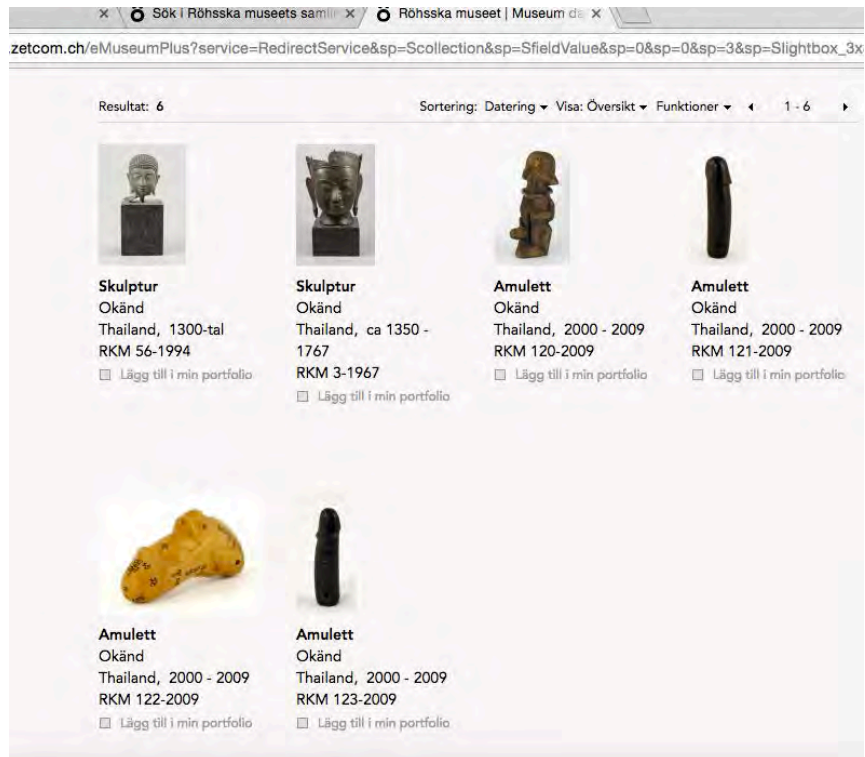 Sök i Röhsska museets samlin
Röhsska museet | Museum da
.zetcom.ch/eMuseumPlus?service=RedirectService&sp=Scollection&sp=SfieldValue&sp=0&sp=0&sp=3&sp=Slightbox_3x
Resultat: 6 Sortering: Datering Visa: Översikt Funktioner 1 - 6
Skulptur
Okänd
Thailand, 1300-tal
RKM 56-1994
Lägg till i min portfolio
Skulptur
Okänd
Thailand, ca 1350 -
1767
RKM 3-1967
Lägg till i min portfolio
Amulett
Okänd
Thailand, 2000 - 2009
RKM 120-2009
Lägg till i min portfolio
Amulett
Okänd
Thailand, 2000 - 2009
RKM 121-2009
Lägg till i min portfolio
Amulett
Okänd
Thailand, 2000 - 2009
RKM 122-2009
Lägg till i min portfolio
Amulett
Okänd
Thailand, 2000 - 2009
RKM 123-2009
Lägg till i min portfolio